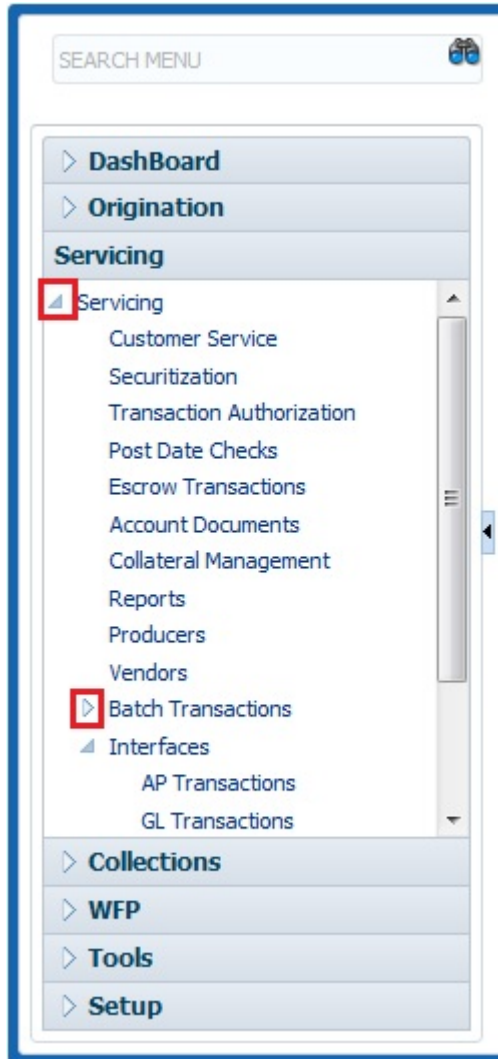 SEARCH MENU
DashBoard
Origination
Servicing
Servicing
Customer Service
Securitization
Transaction Authorization
Post Date Checks
Escrow Transactions
Account Documents
Collateral Management
Reports
Producers
Vendors
Batch Transactions
Interfaces
AP Transactions
GL Transactions
Collections
WFP
Tools
Setup